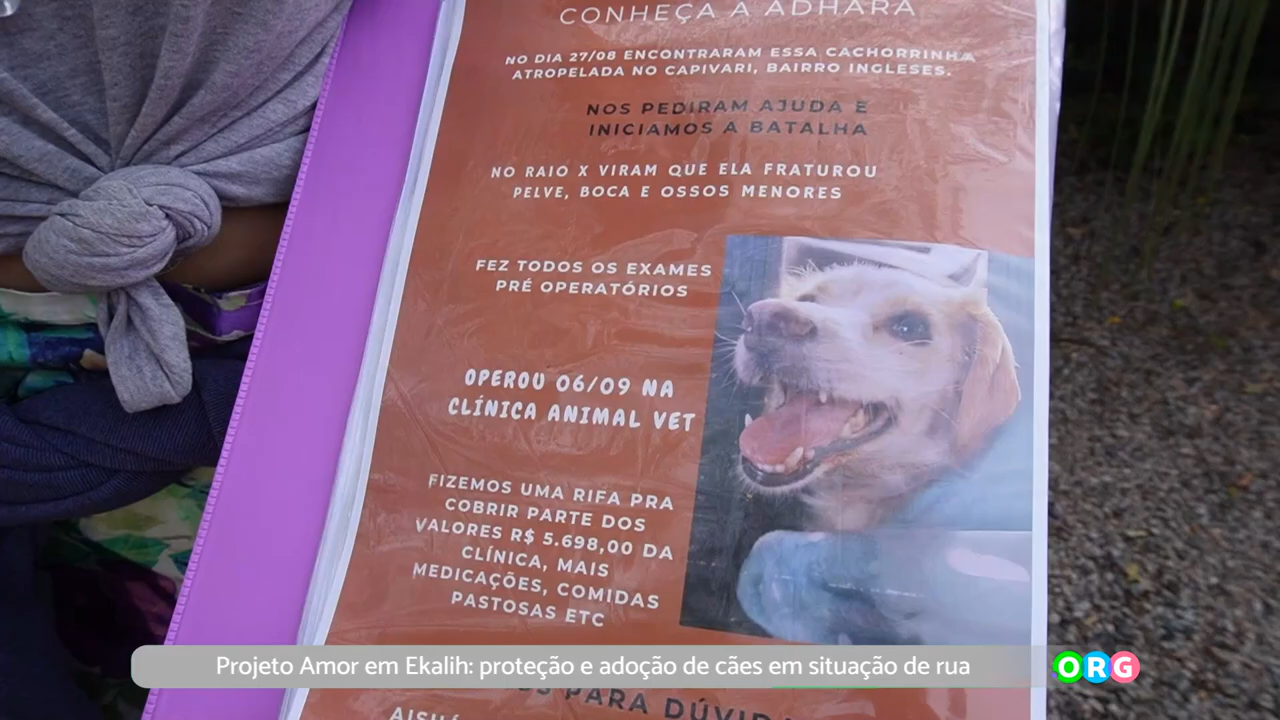 CONHEÇA A ADHARA
NO DIA 27/08 ENCONTRARAM ESSA CACHORRINHA
ATROPELADA NO CAPIVARI, BAIRRO INGLESES.
NOS PEDIRAM AJUDA E
INICIAMOS A BATALHA
NO RAIO X VIRAM QUE ELA FRATUROU
PELVE, BOCA E OSSOS MENORES
FEZ TODOS OS EXAMES
PRÉ OPERATÓRIOS
OPEROU 06/09 NA
CLÍNICA ANIMAL VET
FIZEMOS UMA RIFA PRA
COBRIR PARTE DOS
VALORES R$ 5.698,00 DA
CLÍNICA, MAIS
MEDICAÇÕES, COMIDAS
PASTOSAS ETC
Projeto Amor em Ekalih: proteção e adoção de cães em situação de rua
ORG
PARA